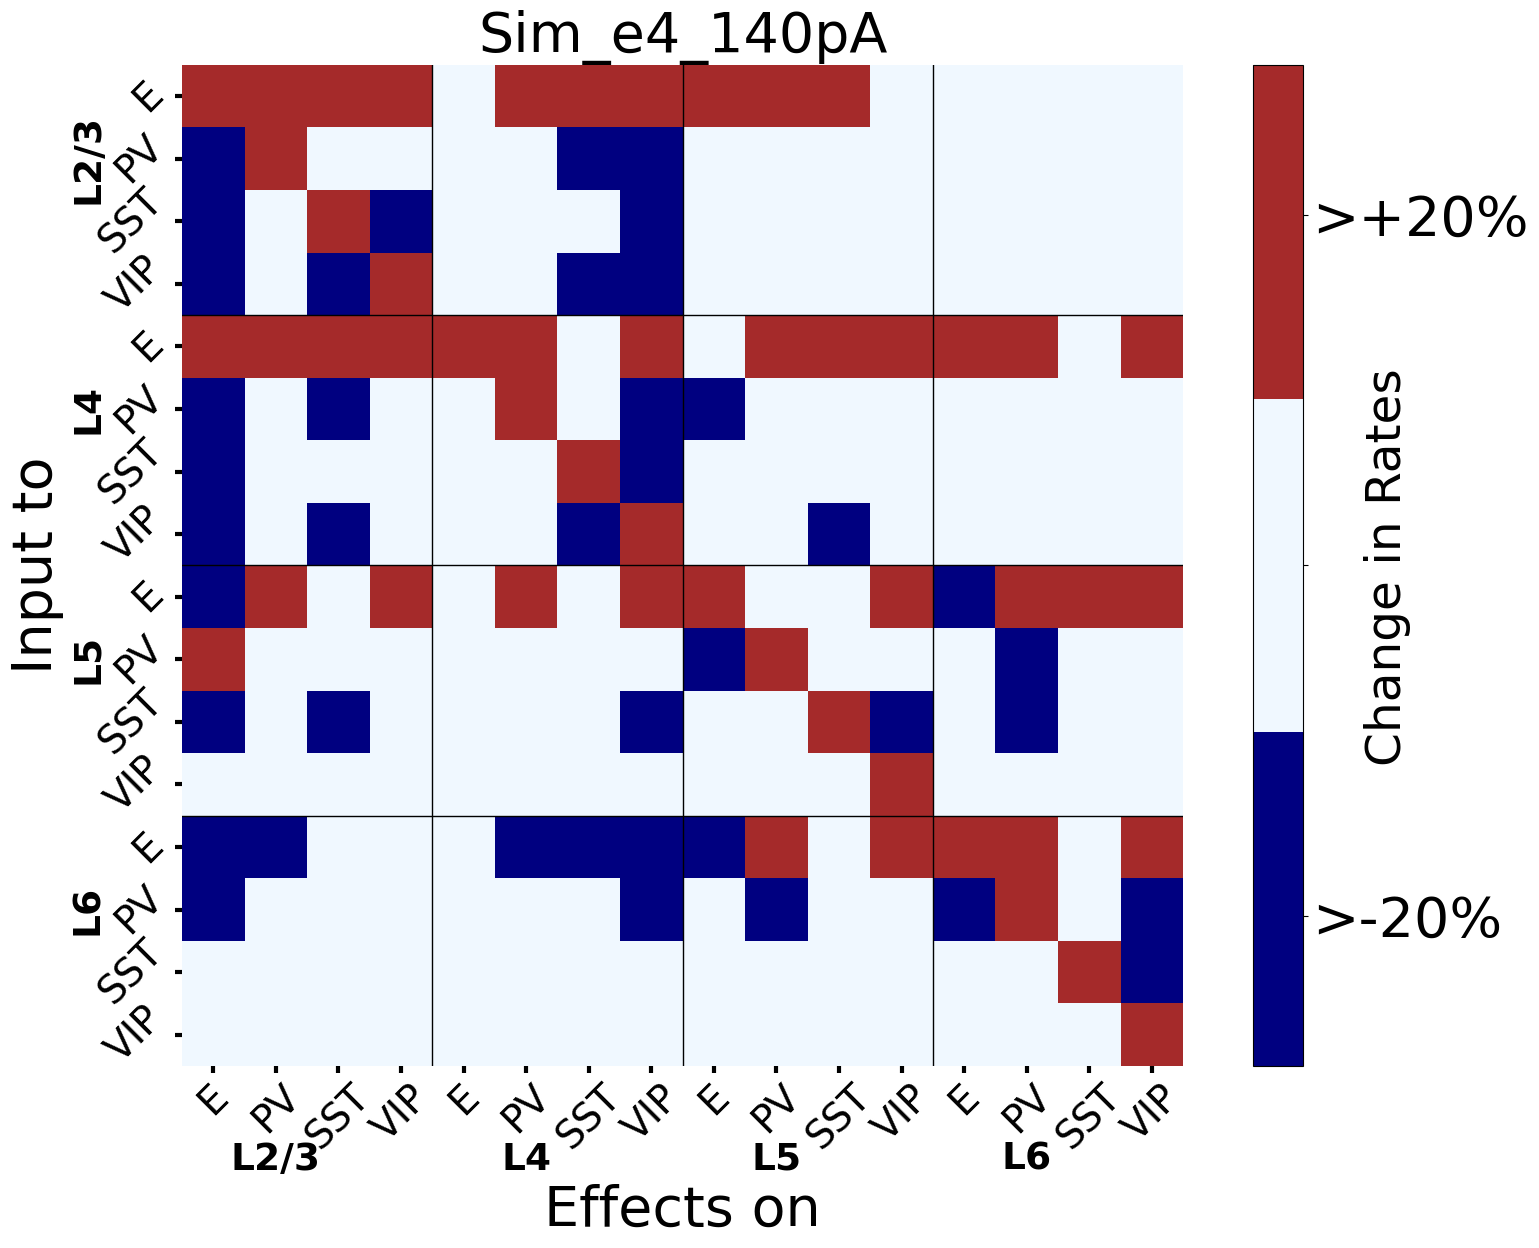 Sim_e4_140pA
Input to
L2/3
E
PV
SST
VIP
L4
E
PV
SST
VIP
L5
E
PV
SST
VIP
L6
E
PV
SST
VIP
E PV SST VIP E PV SST VIP E PV SST VIP E PV SST VIP
L2/3 L4 L5 L6
Effects on
>+20%
>-20%
Change in Rates